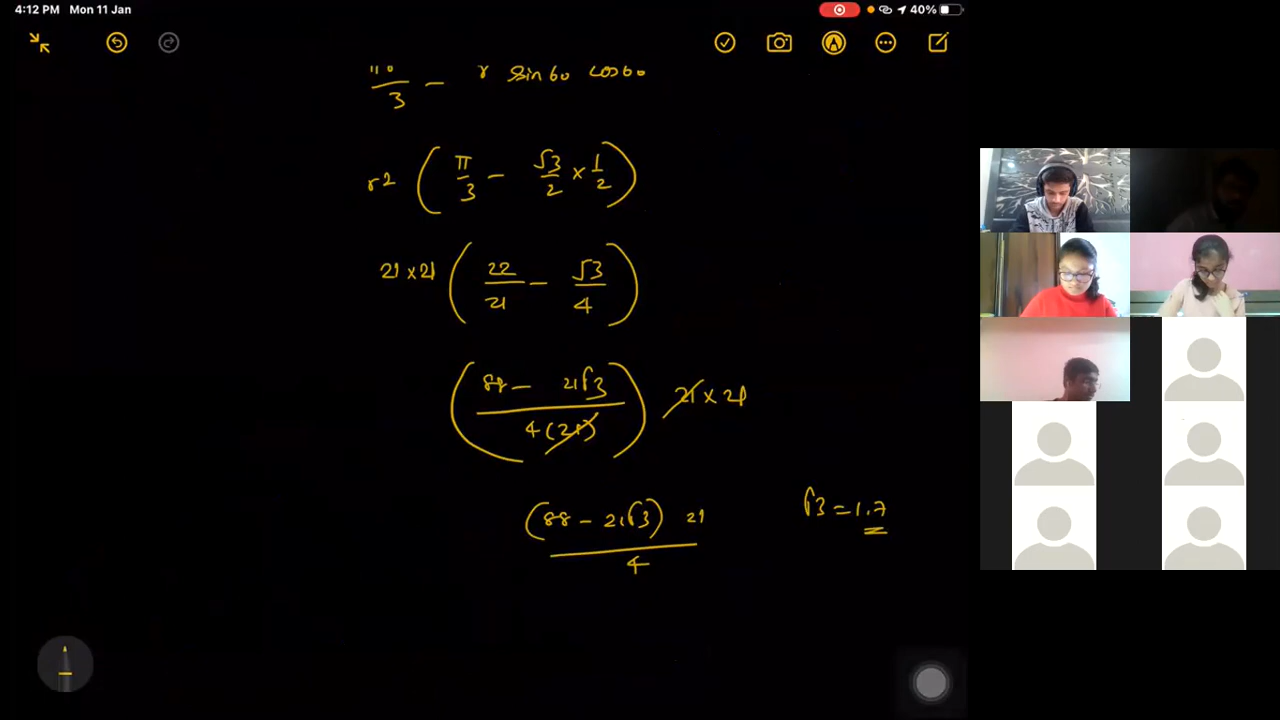 4:12 PM Mon 11 Jan 40%
/3 − r sin60 cos60
r2 ( π/3 − √3/2 × 1/2 )
21 × 21 ( 22/21 − √3/4 )
( 88 − 21√3 / 4(21) ) 21 × 21
(88 − 21√3) 21 / 4
√3 = 1.7